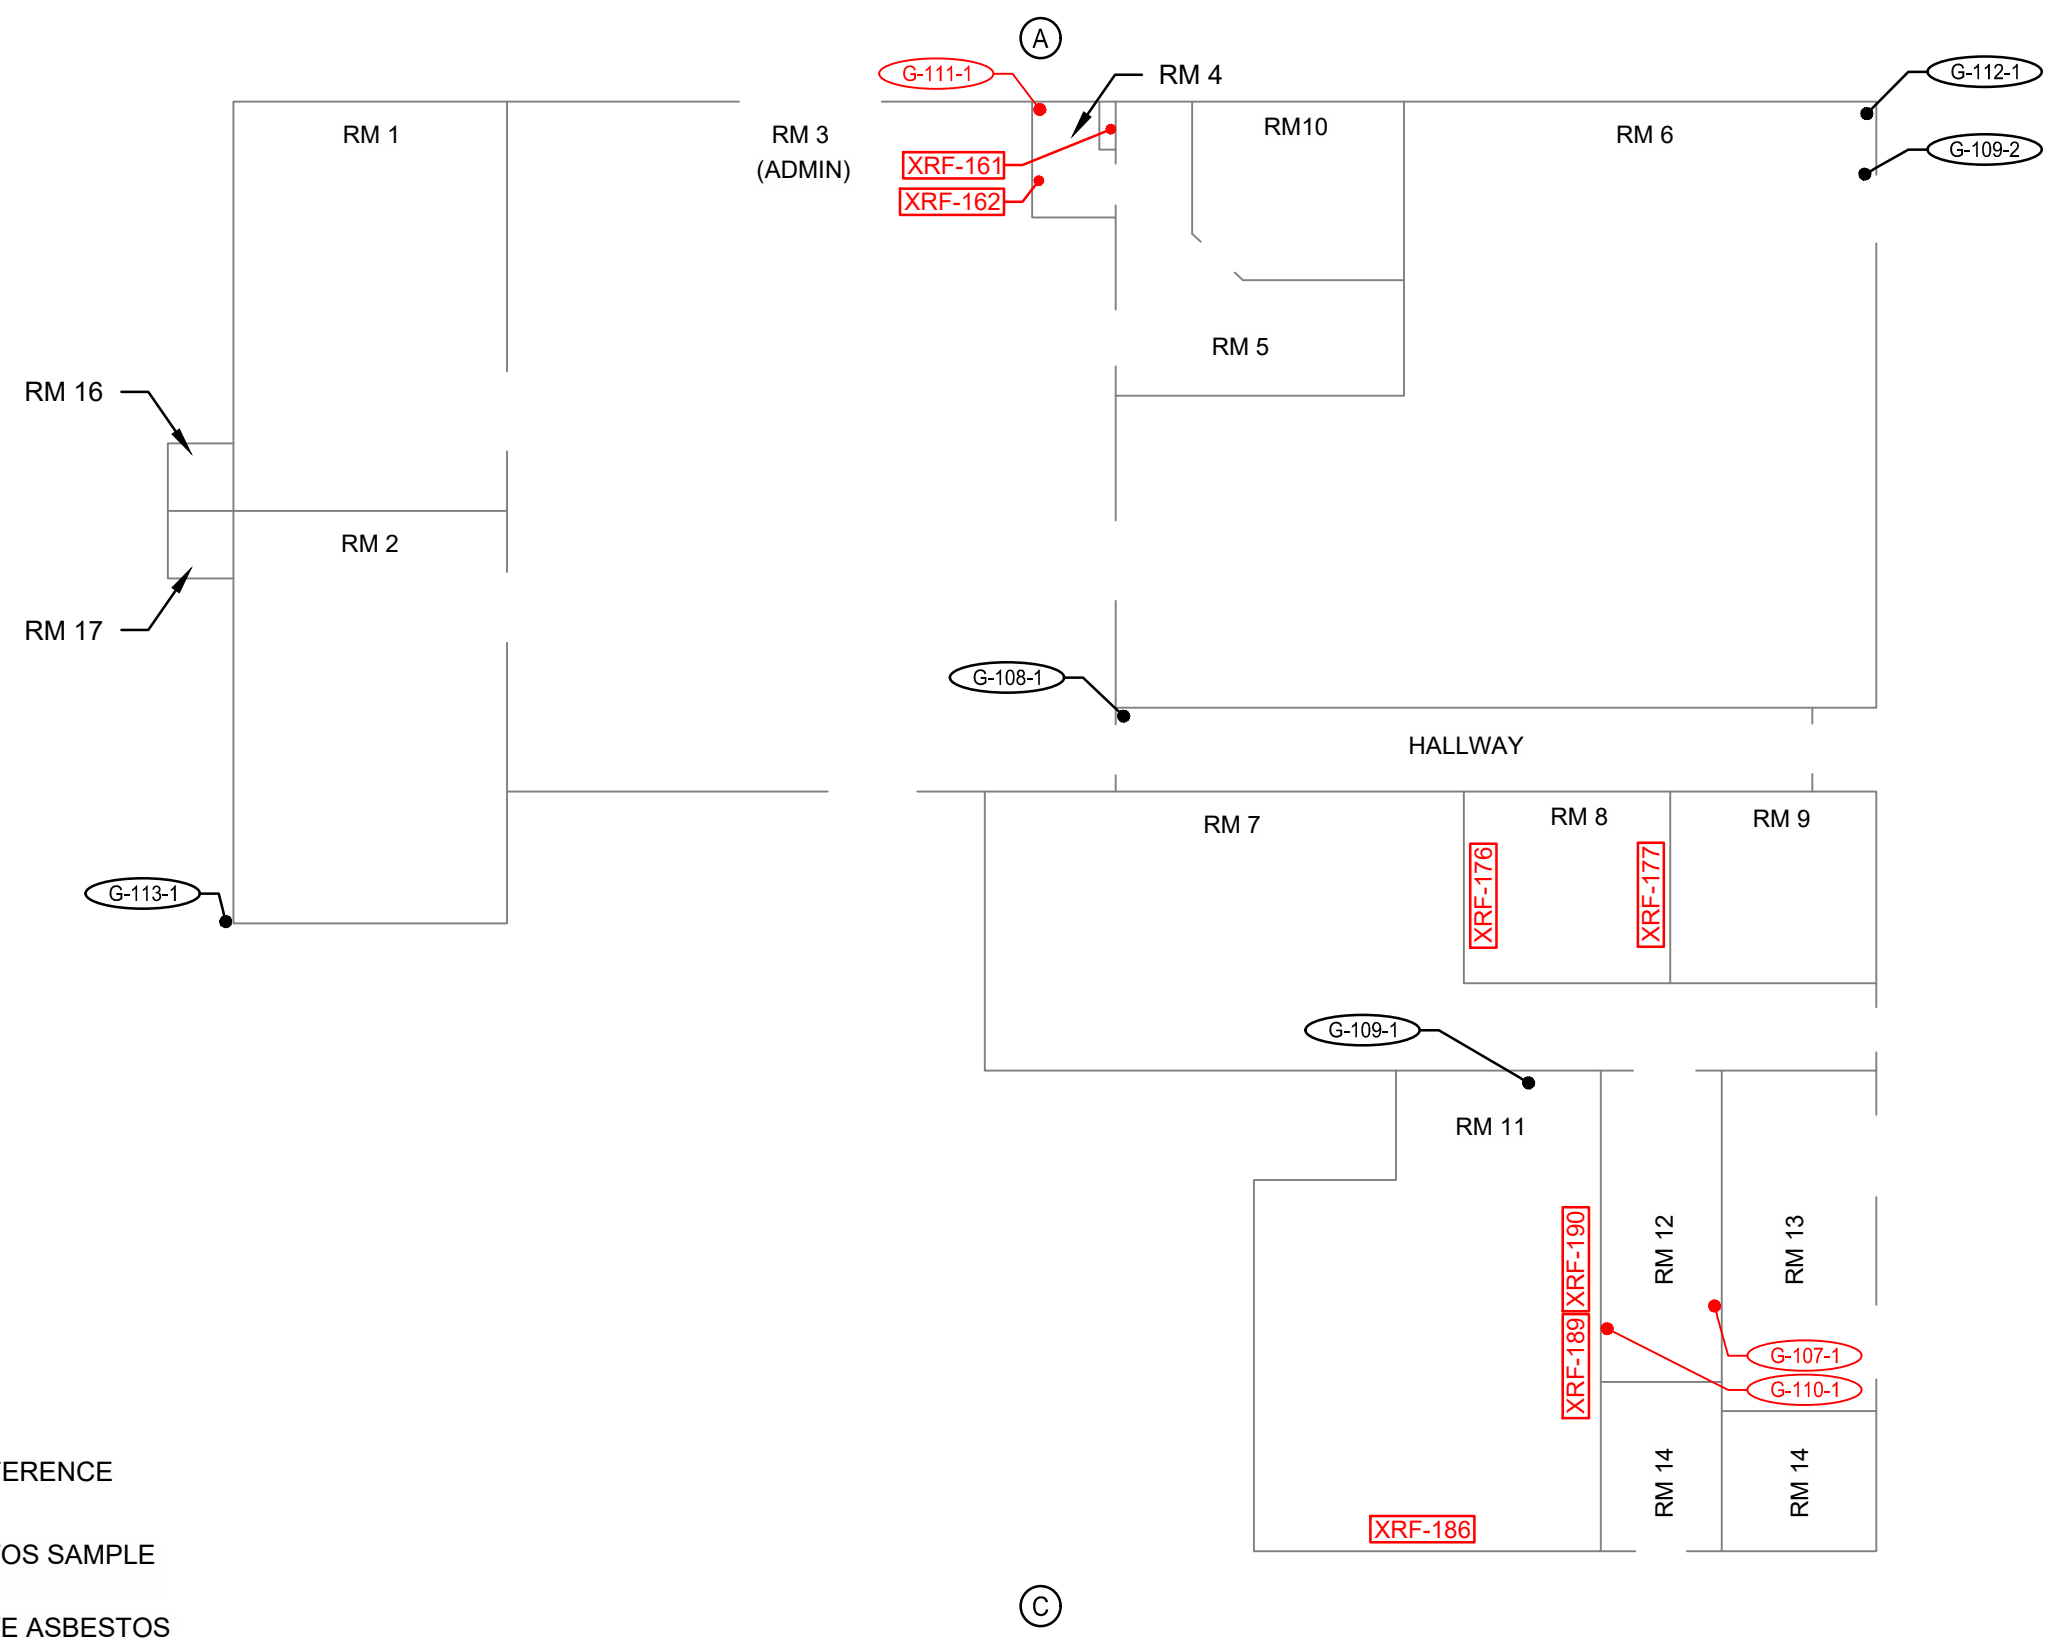 A
G-111-1
RM 4
G-112-1
RM 1
RM 3
(ADMIN)
RM10
RM 6
G-109-2
XRF-161
XRF-162
RM 5
RM 16
RM 2
RM 17
G-108-1
HALLWAY
RM 7
RM 8
RM 9
XRF-176
XRF-177
G-113-1
G-109-1
RM 11
XRF-190
RM 12
RM 13
XRF-189
G-107-1
G-110-1
RM 14
RM 14
XRF-186
ERENCE
OS SAMPLE
E ASBESTOS
C